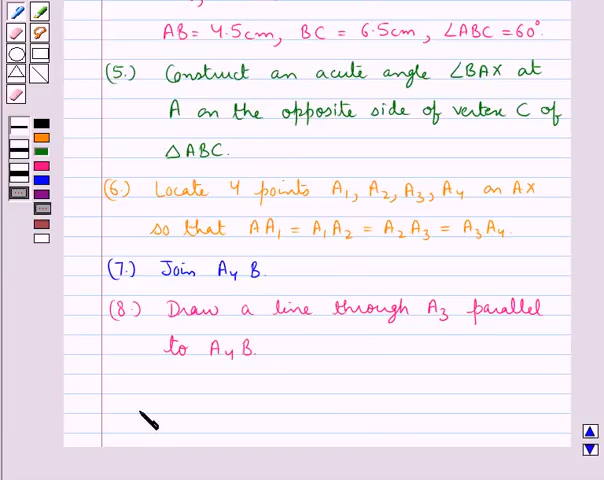 AB = 4.5cm, BC = 6.5cm, ∠ABC = 60°.
(5.) Construct an acute angle ∠BAX at
A on the opposite side of vertex C of
△ABC.
(6.) Locate 4 points A₁, A₂, A₃, A₄ on AX
so that AA₁ = A₁A₂ = A₂A₃ = A₃A₄.
(7.) Join A₄B.
(8.) Draw a line through A₃ parallel
to A₄B.